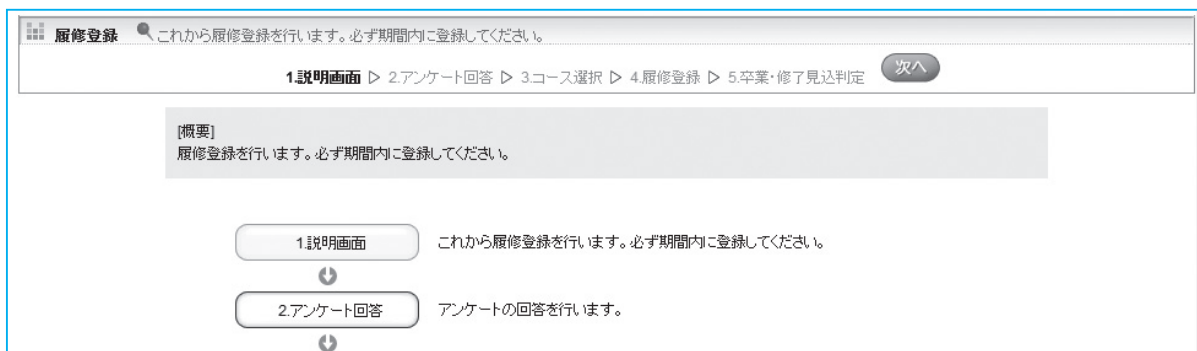 履修登録 これから履修登録を行います。必ず期間内に登録してください。
1.説明画面 ▷ 2.アンケート回答 ▷ 3.コース選択 ▷ 4.履修登録 ▷ 5.卒業・修了見込判定 次へ
[概要]
履修登録を行います。必ず期間内に登録してください。
1.説明画面 これから履修登録を行います。必ず期間内に登録してください。
2.アンケート回答 アンケートの回答を行います。